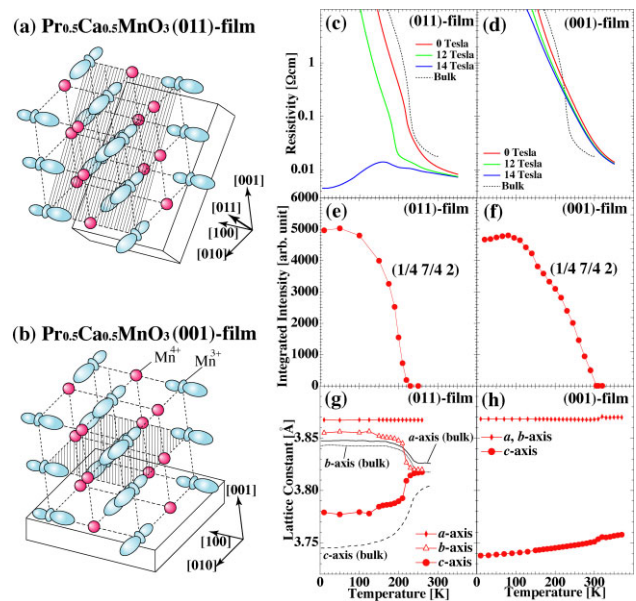 (a) Pr0.5Ca0.5MnO3(011)-film
[001]
[011]
[100]
[010]
(b) Pr0.5Ca0.5MnO3(001)-film
Mn4+
Mn3+
[001]
[100]
[010]
(c) (011)-film
0 Tesla
12 Tesla
14 Tesla
Bulk
Resistivity [Ωcm]
1
0.1
0.01
(d) (001)-film
0 Tesla
12 Tesla
14 Tesla
Bulk
(e) (011)-film
(1/4 7/4 2)
Integrated Intensity [arb. unit]
6000
5000
4000
3000
2000
1000
0
(f) (001)-film
(1/4 7/4 2)
(g) (011)-film
a-axis (bulk)
b-axis (bulk)
c-axis (bulk)
a-axis
b-axis
c-axis
Lattice Constant [Å]
3.85
3.80
3.75
0 100 200 300
Temperature [K]
(h) (001)-film
a, b-axis
c-axis
0 100 200 300
Temperature [K]